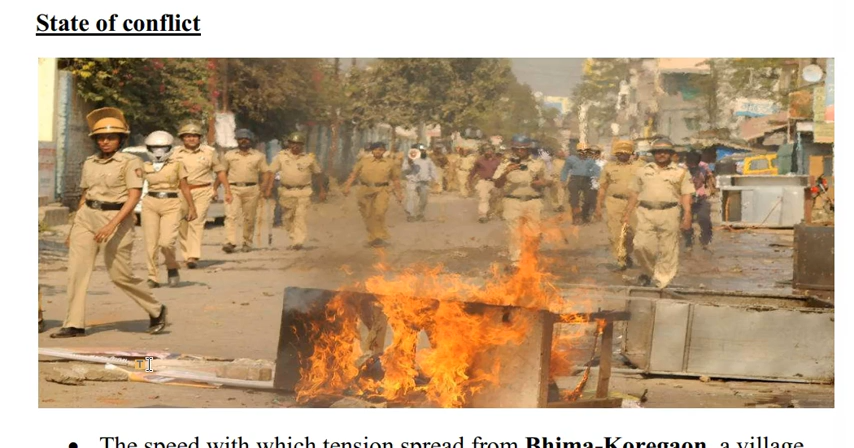 State of conflict
● The speed with which tension spread from Bhima-Koregaon, a village